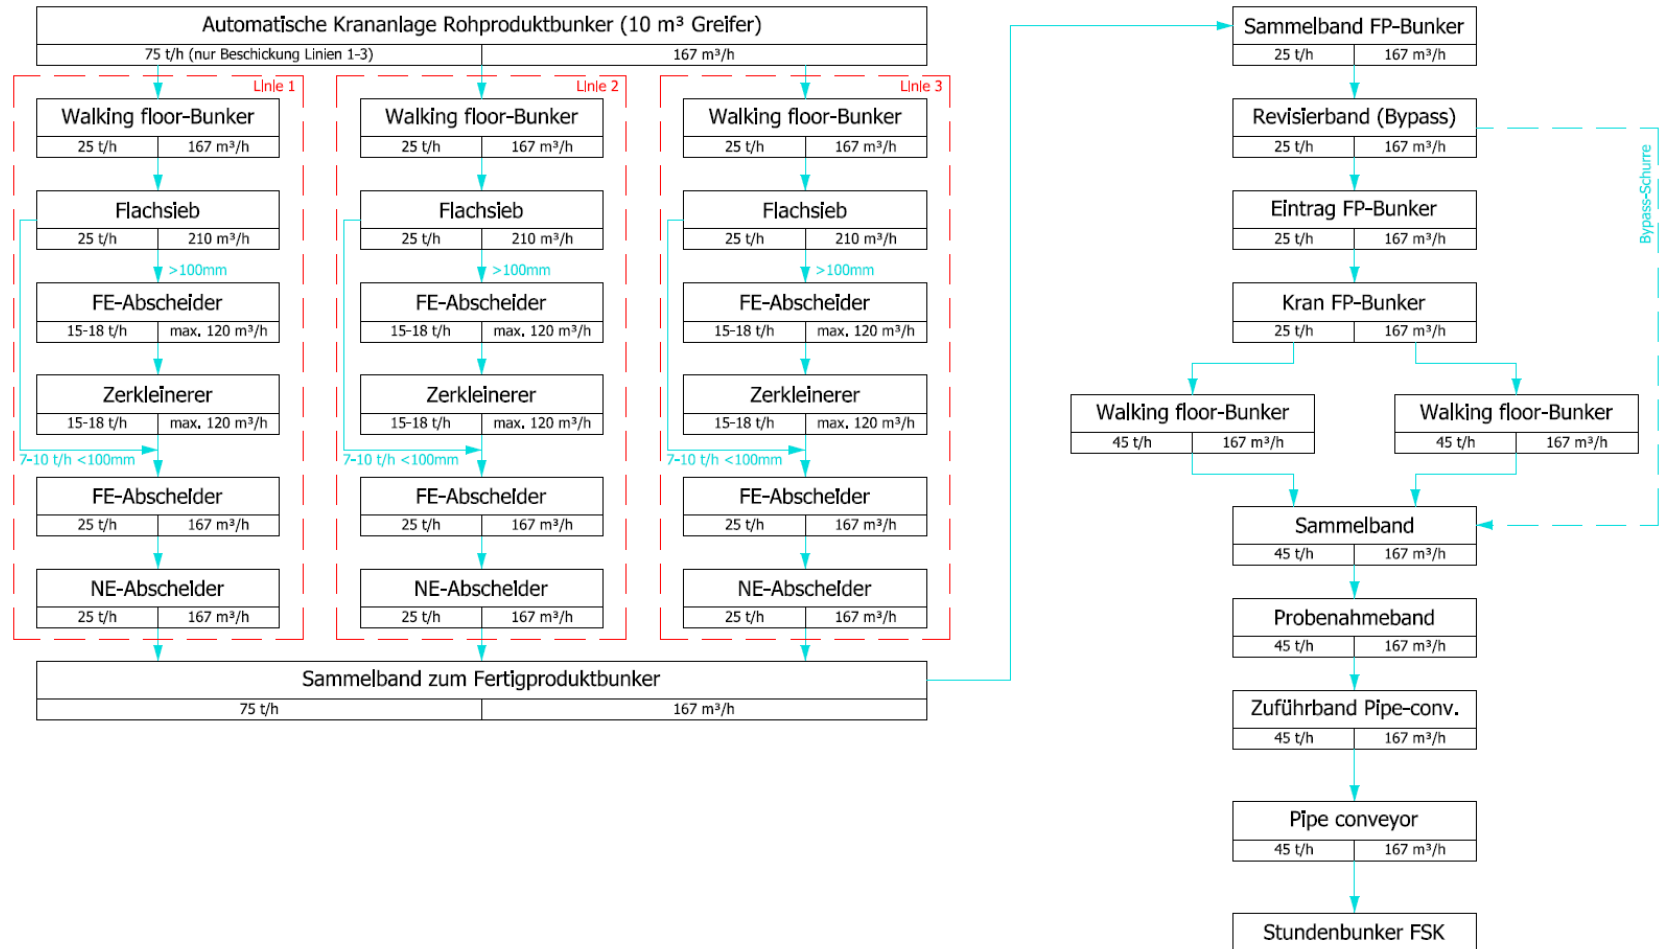 Automatische Krananlage Rohproduktbunker (10 m³ Greifer)
75 t/h (nur Beschickung Linien 1-3) 167 m³/h
Linie 1
Walking floor-Bunker
25 t/h 167 m³/h
Flachsieb
25 t/h 210 m³/h
>100mm
FE-Abscheider
15-18 t/h max. 120 m³/h
Zerkleinerer
15-18 t/h max. 120 m³/h
7-10 t/h <100mm
FE-Abscheider
25 t/h 167 m³/h
NE-Abscheider
25 t/h 167 m³/h
Linie 2
Walking floor-Bunker
25 t/h 167 m³/h
Flachsieb
25 t/h 210 m³/h
>100mm
FE-Abscheider
15-18 t/h max. 120 m³/h
Zerkleinerer
15-18 t/h max. 120 m³/h
7-10 t/h <100mm
FE-Abscheider
25 t/h 167 m³/h
NE-Abscheider
25 t/h 167 m³/h
Linie 3
Walking floor-Bunker
25 t/h 167 m³/h
Flachsieb
25 t/h 210 m³/h
>100mm
FE-Abscheider
15-18 t/h max. 120 m³/h
Zerkleinerer
15-18 t/h max. 120 m³/h
7-10 t/h <100mm
FE-Abscheider
25 t/h 167 m³/h
NE-Abscheider
25 t/h 167 m³/h
Sammelband zum Fertigproduktbunker
75 t/h 167 m³/h
Sammelband FP-Bunker
25 t/h 167 m³/h
Revisierband (Bypass)
25 t/h 167 m³/h
Bypass-Schurre
Eintrag FP-Bunker
25 t/h 167 m³/h
Kran FP-Bunker
25 t/h 167 m³/h
Walking floor-Bunker
45 t/h 167 m³/h
Walking floor-Bunker
45 t/h 167 m³/h
Sammelband
45 t/h 167 m³/h
Probenahmeband
45 t/h 167 m³/h
Zuführband Pipe-conv.
45 t/h 167 m³/h
Pipe conveyor
45 t/h 167 m³/h
Stundenbunker FSK